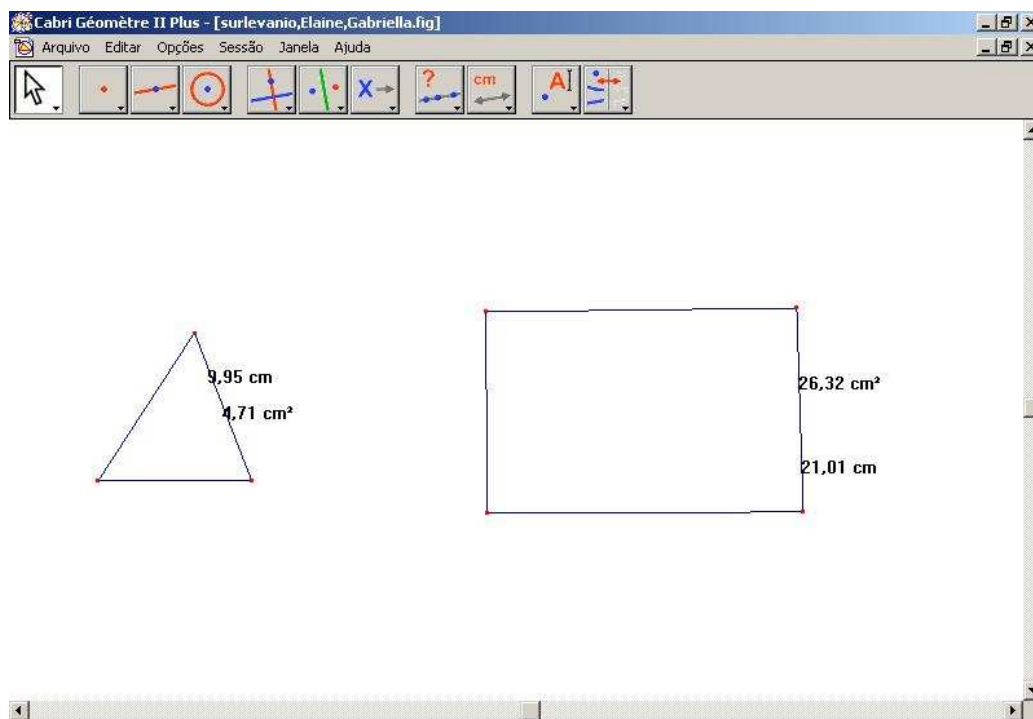 Cabri Géomètre II Plus - [surlevanio,Elaine,Gabriella.fig]
Arquivo Editar Opções Sessão Janela Ajuda
X ? cm A
9,95 cm
4,71 cm²
26,32 cm²
21,01 cm